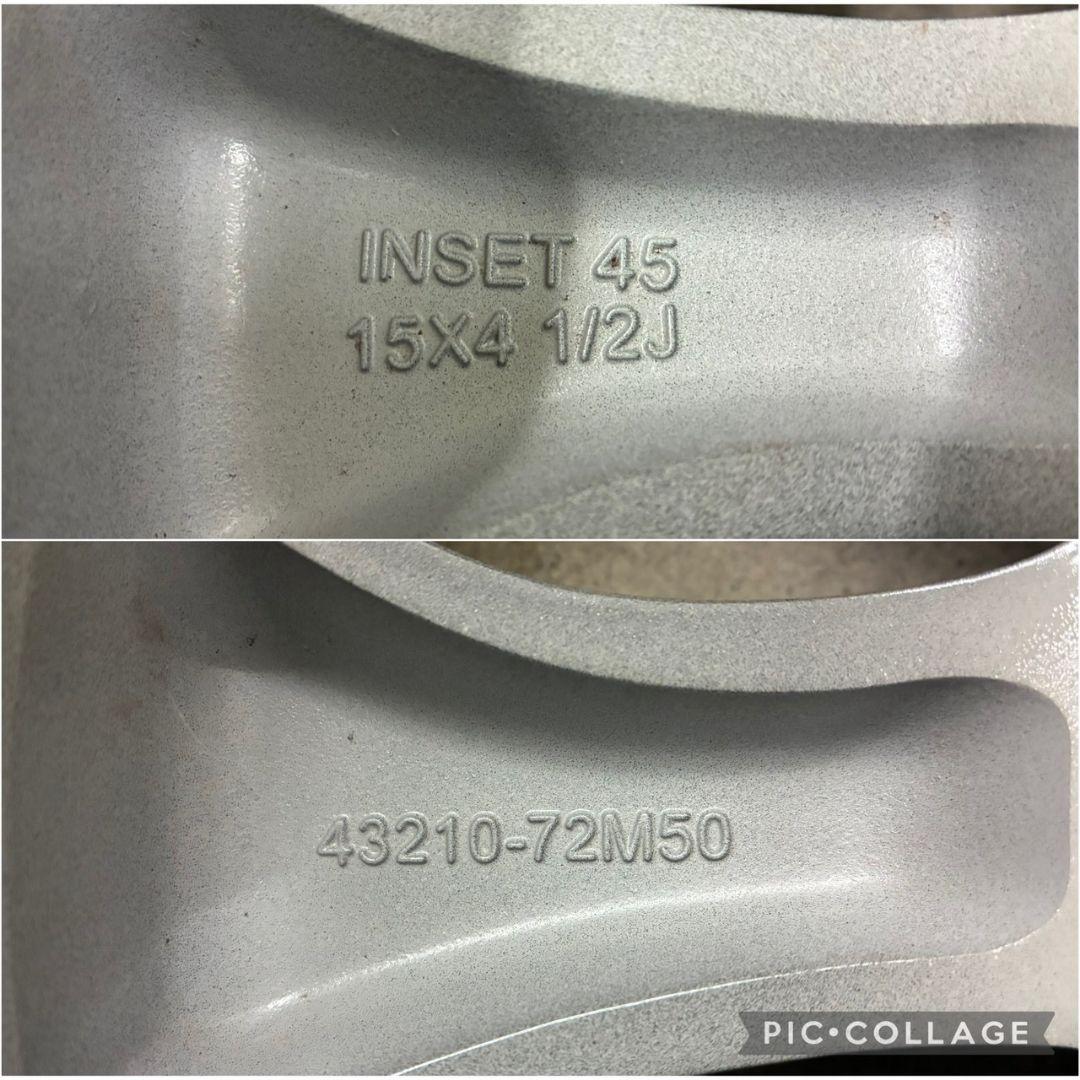 INSET 45
15X4 1/2J
43210-72M50
PIC•COLLAGE